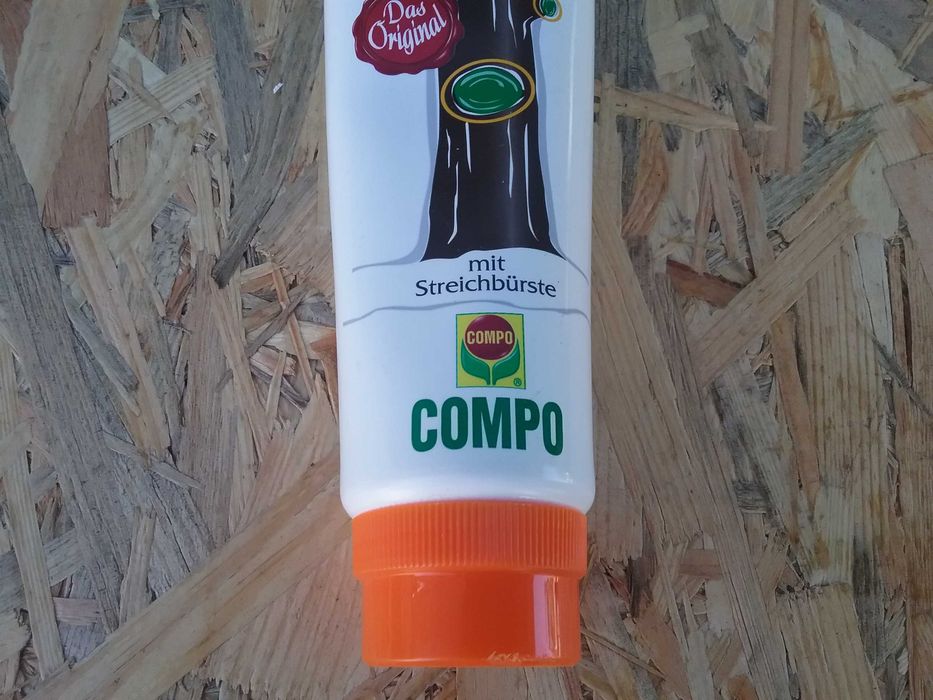 Das
Original
mit
Streichbürste
COMPO
®
COMPO